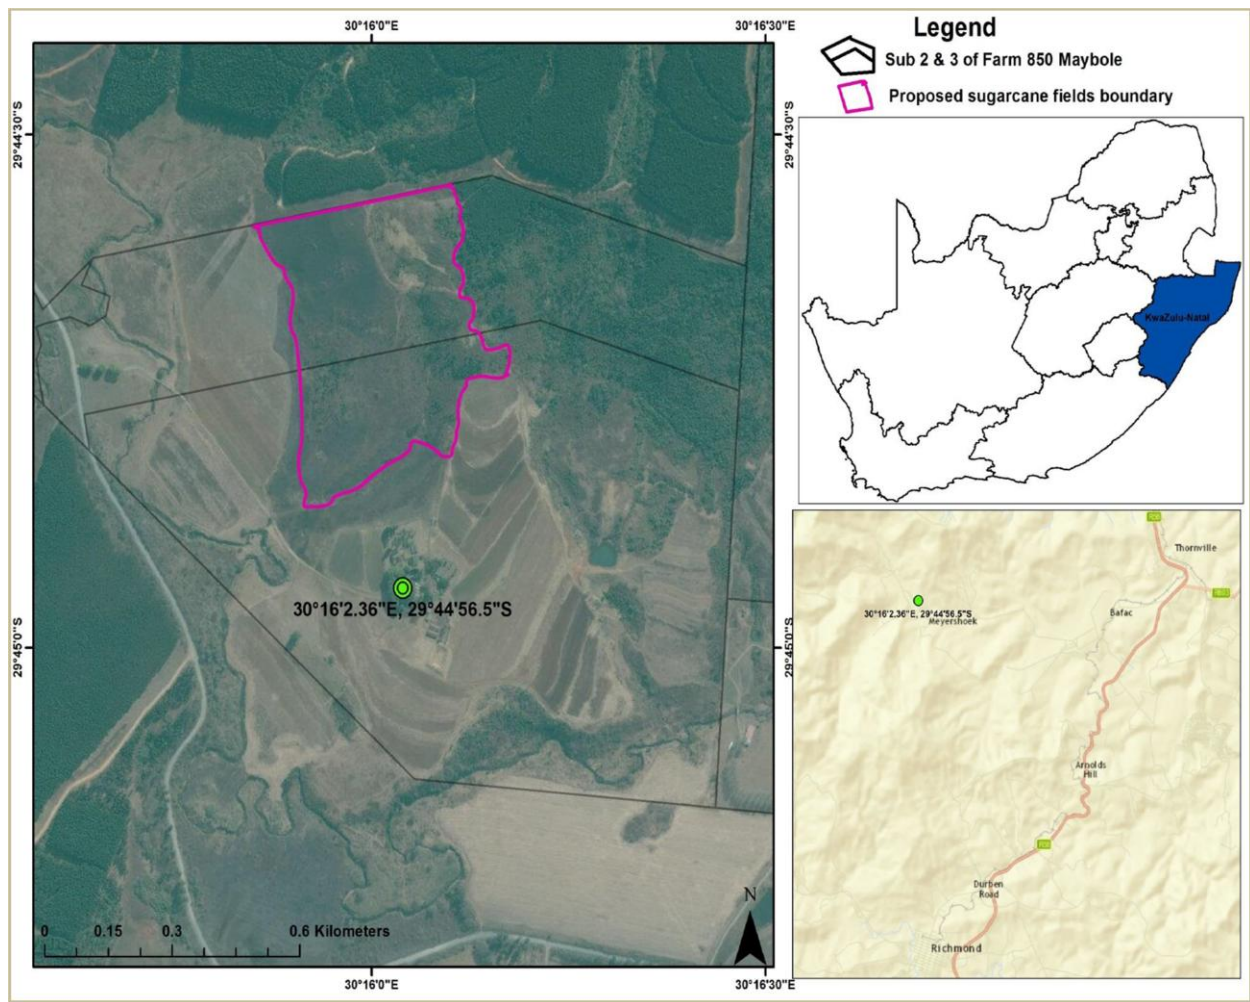 30°16'0"E
30°16'30"E
Legend
Sub 2 & 3 of Farm 850 Maybole
Proposed sugarcane fields boundary
29°44'30"S
29°44'30"S
KwaZulu-Natal
30°16'2.36"E, 29°44'56.5"S
29°45'0"S
29°45'0"S
Thornville
30°16'2.36"E, 29°44'56.5"S
Meyershoek
Bafac
Arnolds
Hill
Durben
Road
Richmond
N
0 0.15 0.3 0.6 Kilometers
30°16'0"E
30°16'30"E